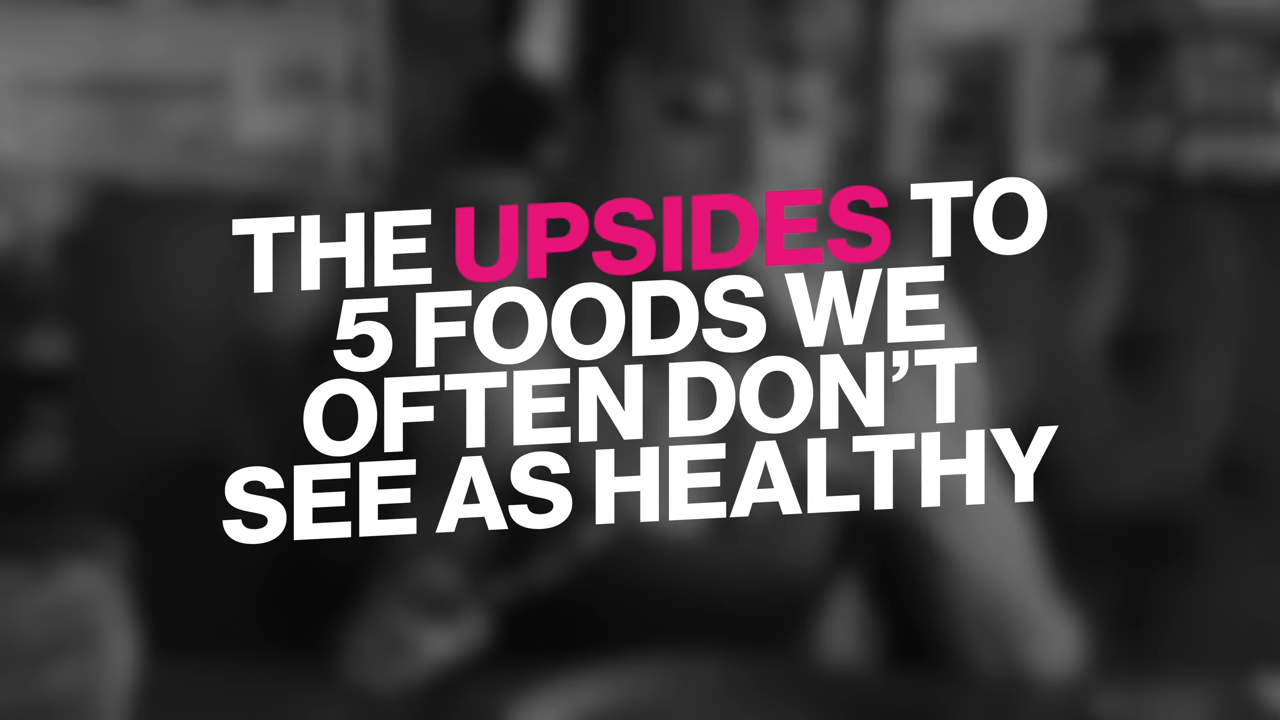 THE UPSIDES TO
5 FOODS WE
OFTEN DON’T
SEE AS HEALTHY